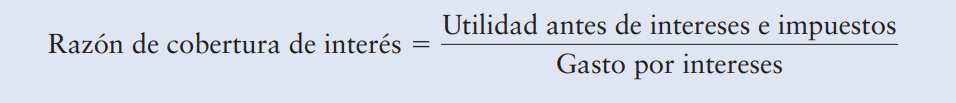 Razón de cobertura de interés = Utilidad antes de intereses e impuestos
Gasto por intereses